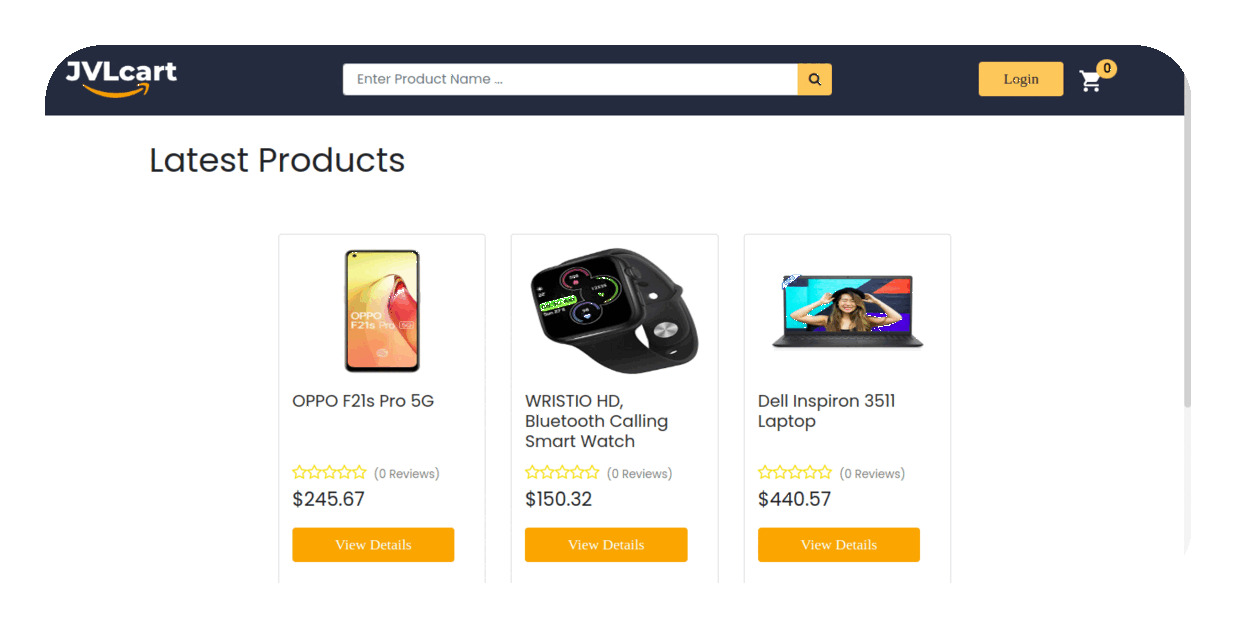 JVLcart
Enter Product Name ...
Login
0
Latest Products
OPPO
F21s Pro 5G
OPPO F21s Pro 5G
WRISTIO HD,
Bluetooth Calling
Smart Watch
Dell Inspiron 3511
Laptop
(0 Reviews)
(0 Reviews)
(0 Reviews)
$245.67
$150.32
$440.57
View Details
View Details
View Details